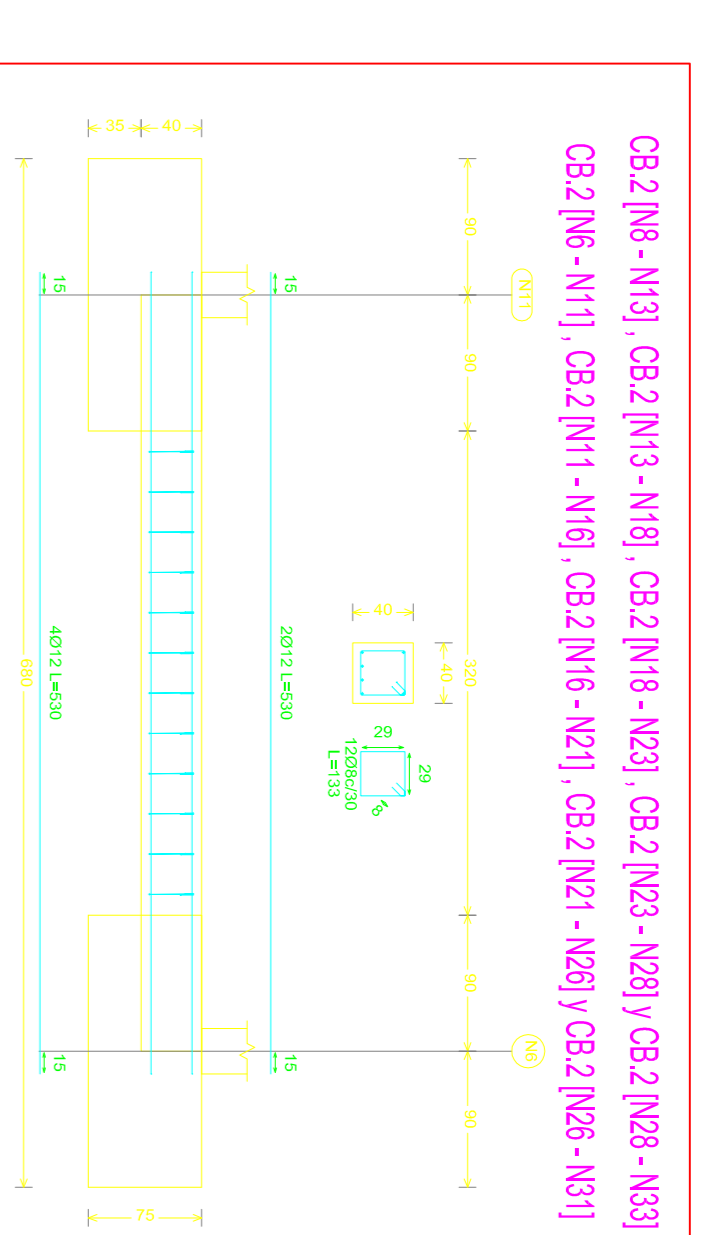 CB.2 [N8 - N13] , CB.2 [N13 - N18] , CB.2 [N18 - N23] , CB.2 [N23 - N28] y CB.2 [N28 - N33]
CB.2 [N6 - N11] , CB.2 [N11 - N16] , CB.2 [N16 - N21] , CB.2 [N21 - N26] y CB.2 [N26 - N31]
N11
N6
90
90
320
90
90
40
40
29
29
8
12Ø8c/30
L=133
15
2Ø12 L=530
15
40
35
75
15
4Ø12 L=530
15
680